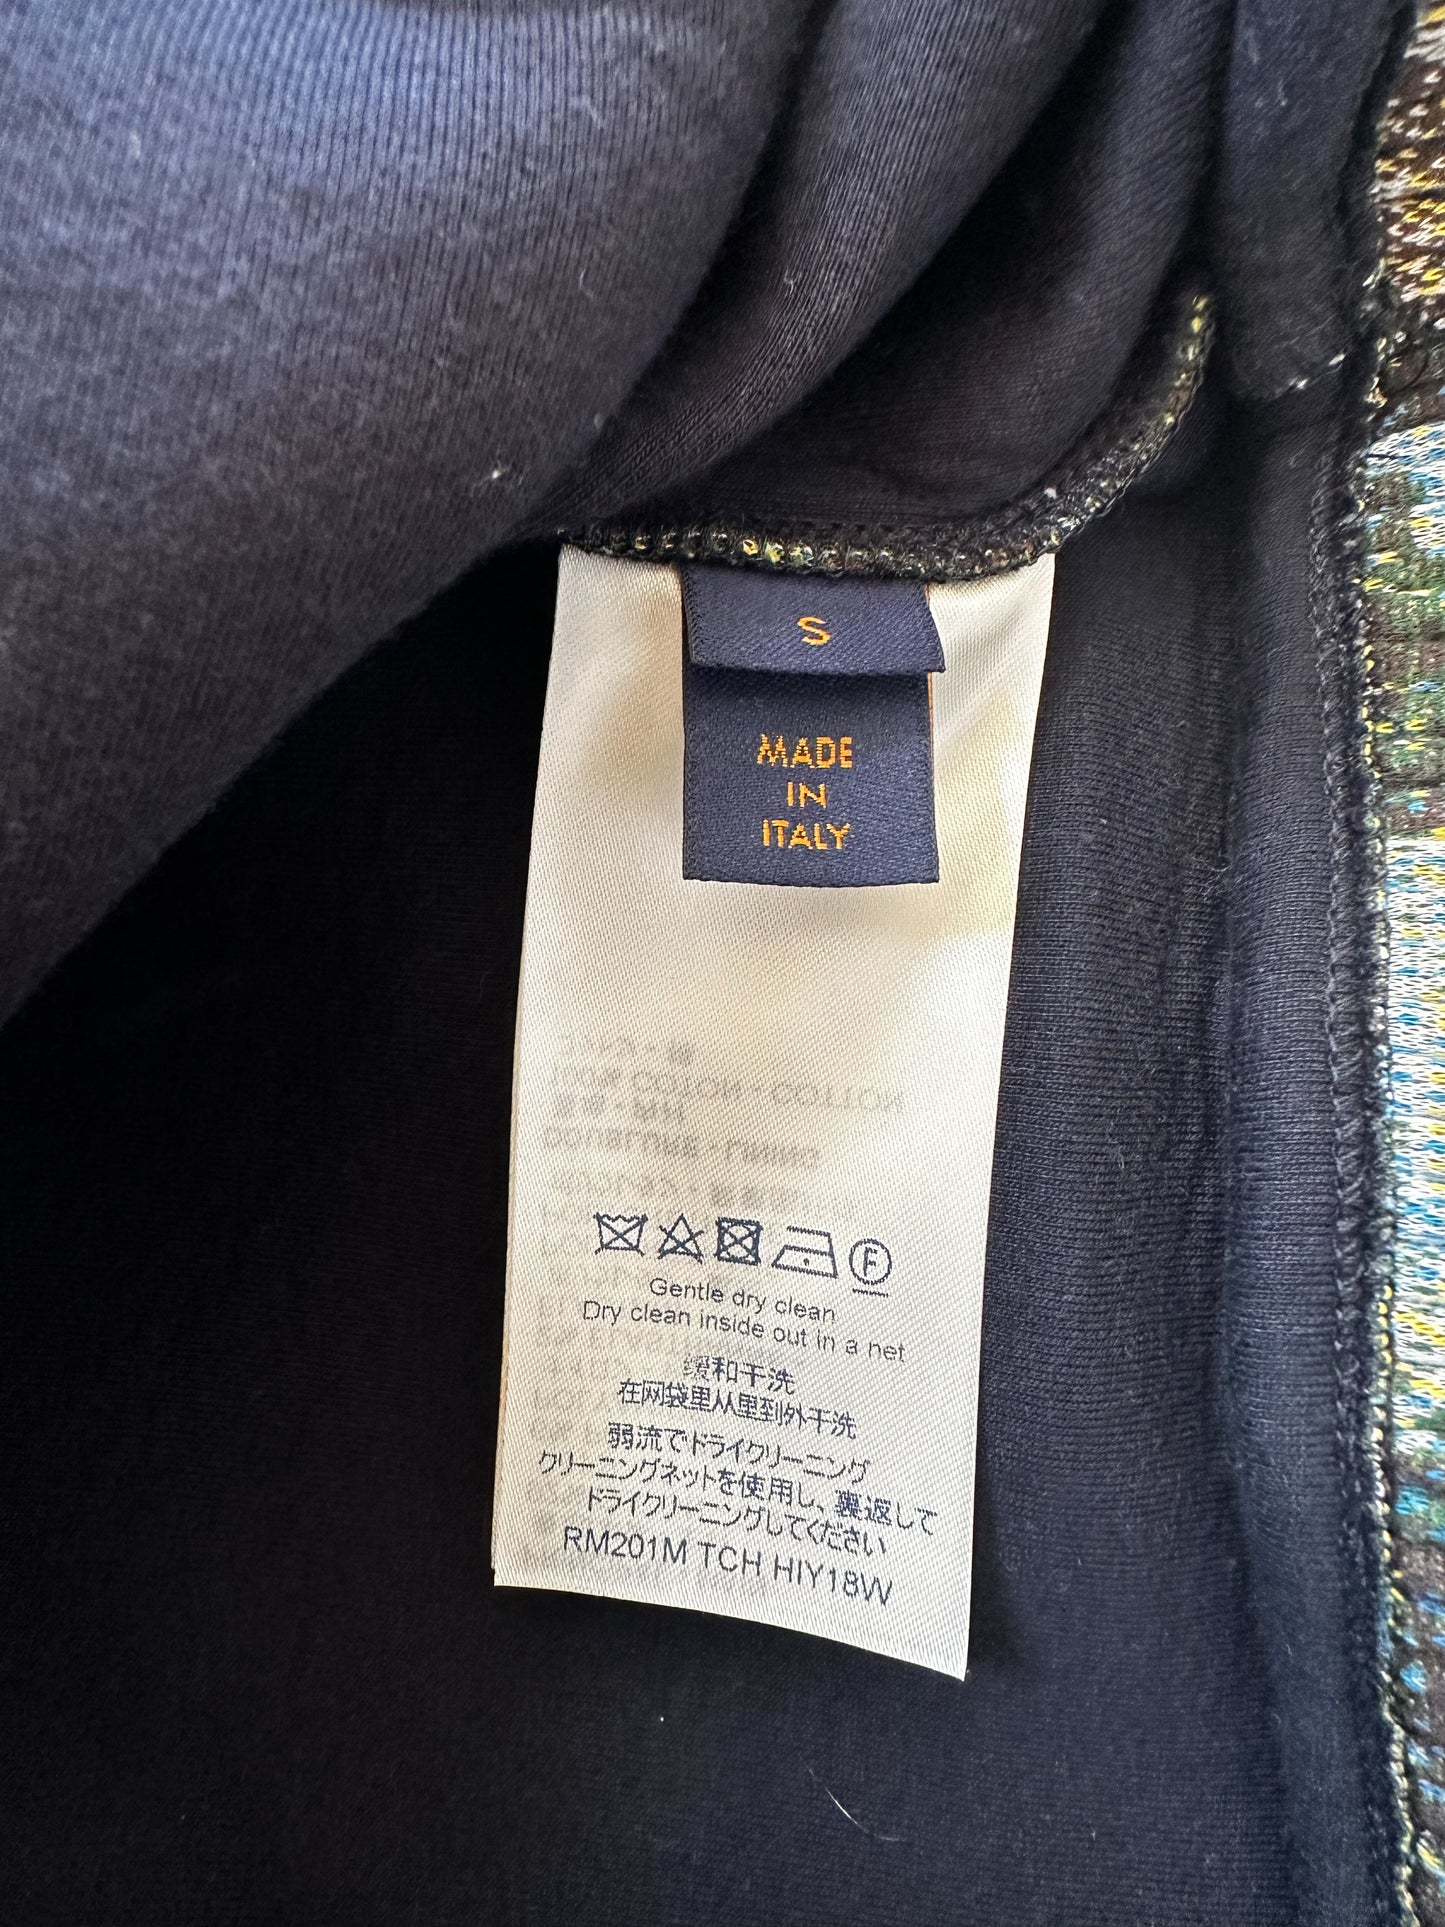 S
MADE
IN
ITALY
F
Gentle dry clean
Dry clean inside out in a net
缓和干洗
在网袋里从里到外干洗
弱流でドライクリーニング
クリーニングネットを使用し、裏返して
ドライクリーニングしてください
RM201M TCH HIY18W